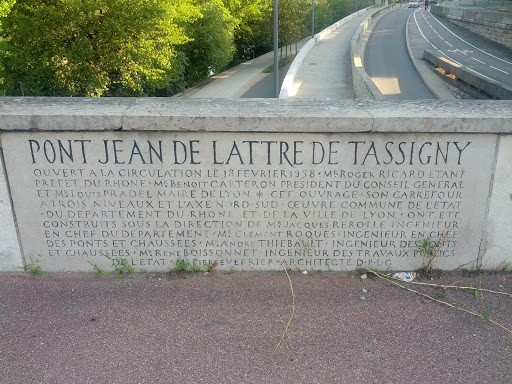 PONT JEAN DE LATTRE DE TASSIGNY
OUVERT A LA CIRCULATION LE 18 FEVRIER 1958 · MR ROGER RICARD ETANT
PREFET DU RHONE · MR BENOIT CARTERON PRESIDENT DU CONSEIL GENERAL
ET MR LOUIS PRADEL MAIRE DE LYON ✶ CET OUVRAGE · SON CARREFOUR
A TROIS NIVEAUX ET L'AXE NORD-SUD · ŒUVRE COMMUNE DE L'ETAT
DU DEPARTEMENT DU RHONE ET DE LA VILLE DE LYON · ONT ETE
CONSTRUITS SOUS LA DIRECTION DE MR JACQUES REROLLE INGENIEUR
EN CHEF DU DEPARTEMENT · MR CLEMENT ROQUES · INGENIEUR EN CHEF
DES PONTS ET CHAUSSEES · MR ANDRE THIEBAULT · INGENIEUR DES PONTS
ET CHAUSSEES · MR RENE BOISSONNET INGENIEUR DES TRAVAUX PUBLICS
DE L'ETAT · MR PIERRE VERRIER · ARCHITECTE D·P·L·G